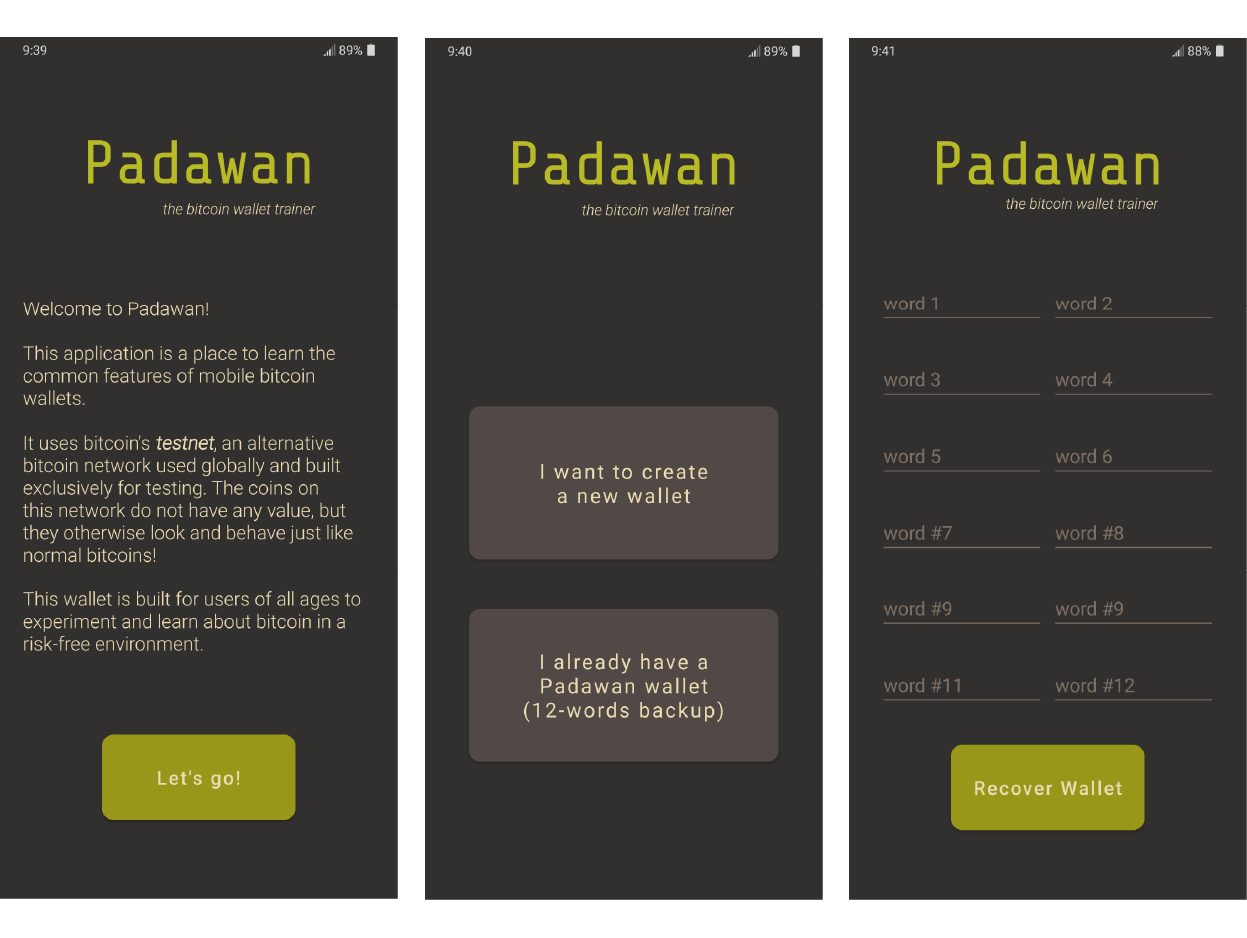 9:39
89%
Padawan
the bitcoin wallet trainer
Welcome to Padawan!
This application is a place to learn the
common features of mobile bitcoin
wallets.
It uses bitcoin's testnet, an alternative
bitcoin network used globally and built
exclusively for testing. The coins on
this network do not have any value, but
they otherwise look and behave just like
normal bitcoins!
This wallet is built for users of all ages to
experiment and learn about bitcoin in a
risk-free environment.
Let's go!
9:40
89%
Padawan
the bitcoin wallet trainer
I want to create
a new wallet
I already have a
Padawan wallet
(12-words backup)
9:41
88%
Padawan
the bitcoin wallet trainer
word 1
word 2
word 3
word 4
word 5
word 6
word #7
word #8
word #9
word #9
word #11
word #12
Recover Wallet